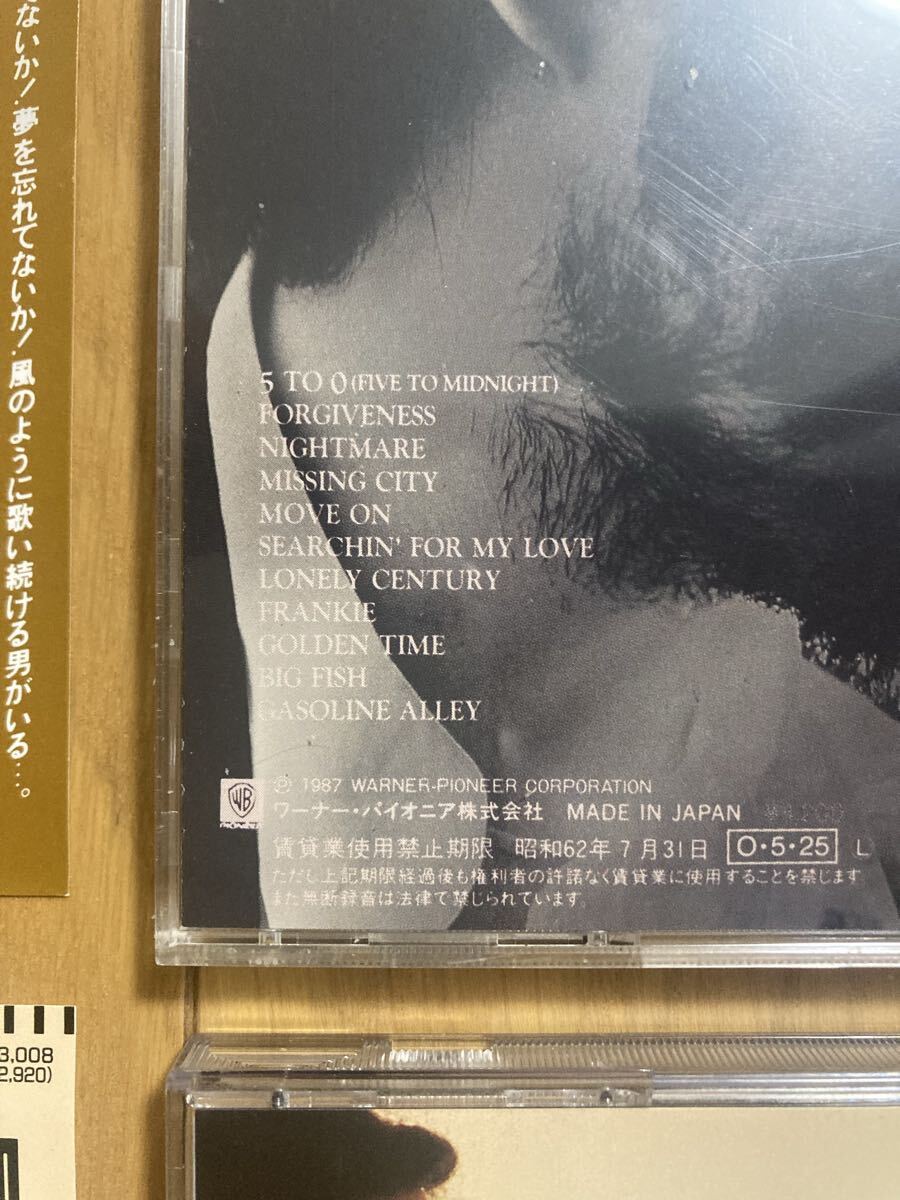 ないか!夢を忘れてないか!風のように歌い続ける男がいる…。
5 TO 0 (FIVE TO MIDNIGHT)
FORGIVENESS
NIGHTMARE
MISSING CITY
MOVE ON
SEARCHIN' FOR MY LOVE
LONELY CENTURY
FRANKIE
GOLDEN TIME
BIG FISH
GASOLINE ALLEY
℗ 1987 WARNER-PIONEER CORPORATION
ワーナー・パイオニア株式会社 MADE IN JAPAN
賃貸業使用禁止期限 昭和62年7月31日 O・5・25 L
ただし上記期限経過後も権利者の許諾なく賃貸業に使用することを禁じます
また無断録音は法律で禁じられています
WB
PIONEER
3,008
2,920)